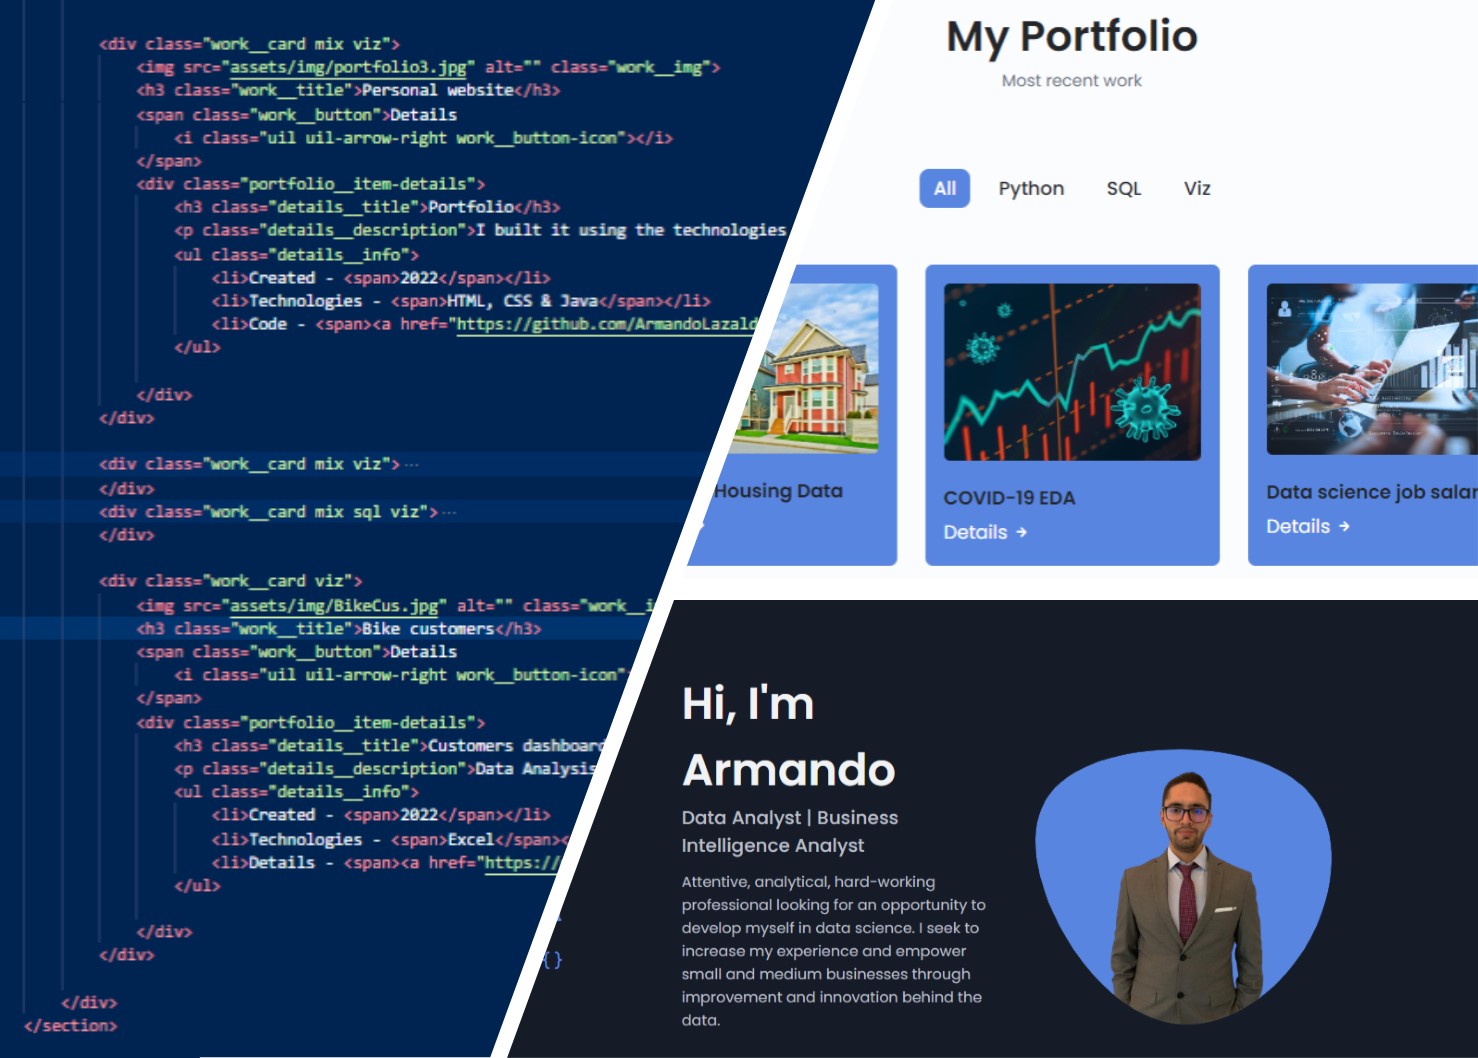 <div class="work__card mix viz">
<img src="assets/img/portfolio3.jpg" alt="" class="work__img">
<h3 class="work__title">Personal website</h3>
<span class="work__button">Details
<i class="uil uil-arrow-right work__button-icon"></i>
</span>
<div class="portfolio__item-details">
<h3 class="details__title">Portfolio</h3>
<p class="details__description">I built it using the technologies
<ul class="details__info">
<li>Created - <span>2022</span></li>
<li>Technologies - <span>HTML, CSS & Java</span></li>
<li>Code - <span><a href="https://github.com/ArmandoLazald
</ul>
</div>
</div>
<div class="work__card mix viz">···
</div>
<div class="work__card mix sql viz">···
</div>
<div class="work__card viz">
<img src="assets/img/BikeCus.jpg" alt="" class="work__i
<h3 class="work__title">Bike customers</h3>
<span class="work__button">Details
<i class="uil uil-arrow-right work__button-icon"
</span>
<div class="portfolio__item-details">
<h3 class="details__title">Customers dashboard
<p class="details__description">Data Analysis
<ul class="details__info">
<li>Created - <span>2022</span></li>
<li>Technologies - <span>Excel</span><
<li>Details - <span><a href="https://
</ul>
</div>
</div>
</div>
</section>
My Portfolio
Most recent work
All Python SQL Viz
Housing Data
COVID-19 EDA
Details →
Data science job salar
Details →
{}
Hi, I'm
Armando
Data Analyst | Business
Intelligence Analyst
Attentive, analytical, hard-working
professional looking for an opportunity to
develop myself in data science. I seek to
increase my experience and empower
small and medium businesses through
improvement and innovation behind the
data.